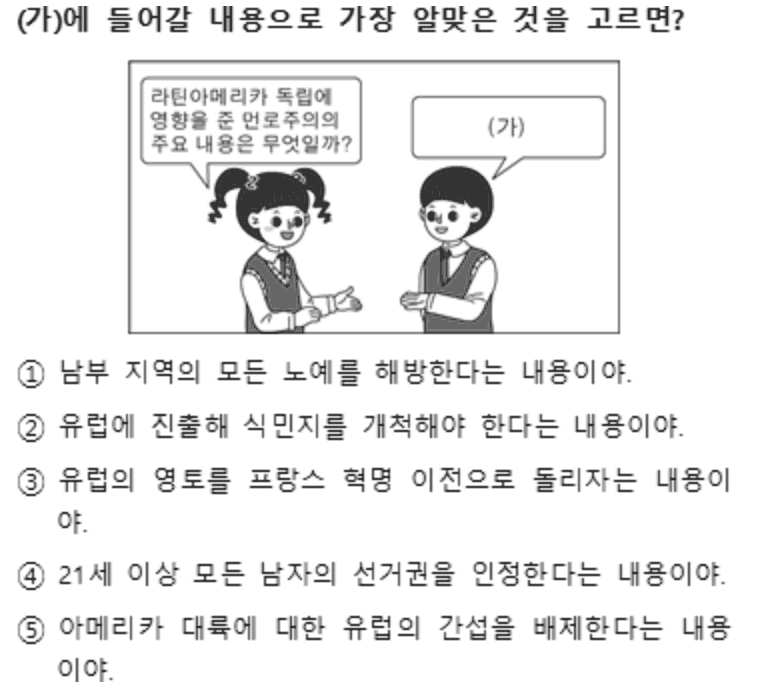 (가)에 들어갈 내용으로 가장 알맞은 것을 고르면?
라틴아메리카 독립에
영향을 준 먼로주의의
주요 내용은 무엇일까?
(가)
① 남부 지역의 모든 노예를 해방한다는 내용이야.
② 유럽에 진출해 식민지를 개척해야 한다는 내용이야.
③ 유럽의 영토를 프랑스 혁명 이전으로 돌리자는 내용이
야.
④ 21세 이상 모든 남자의 선거권을 인정한다는 내용이야.
⑤ 아메리카 대륙에 대한 유럽의 간섭을 배제한다는 내용
이야.